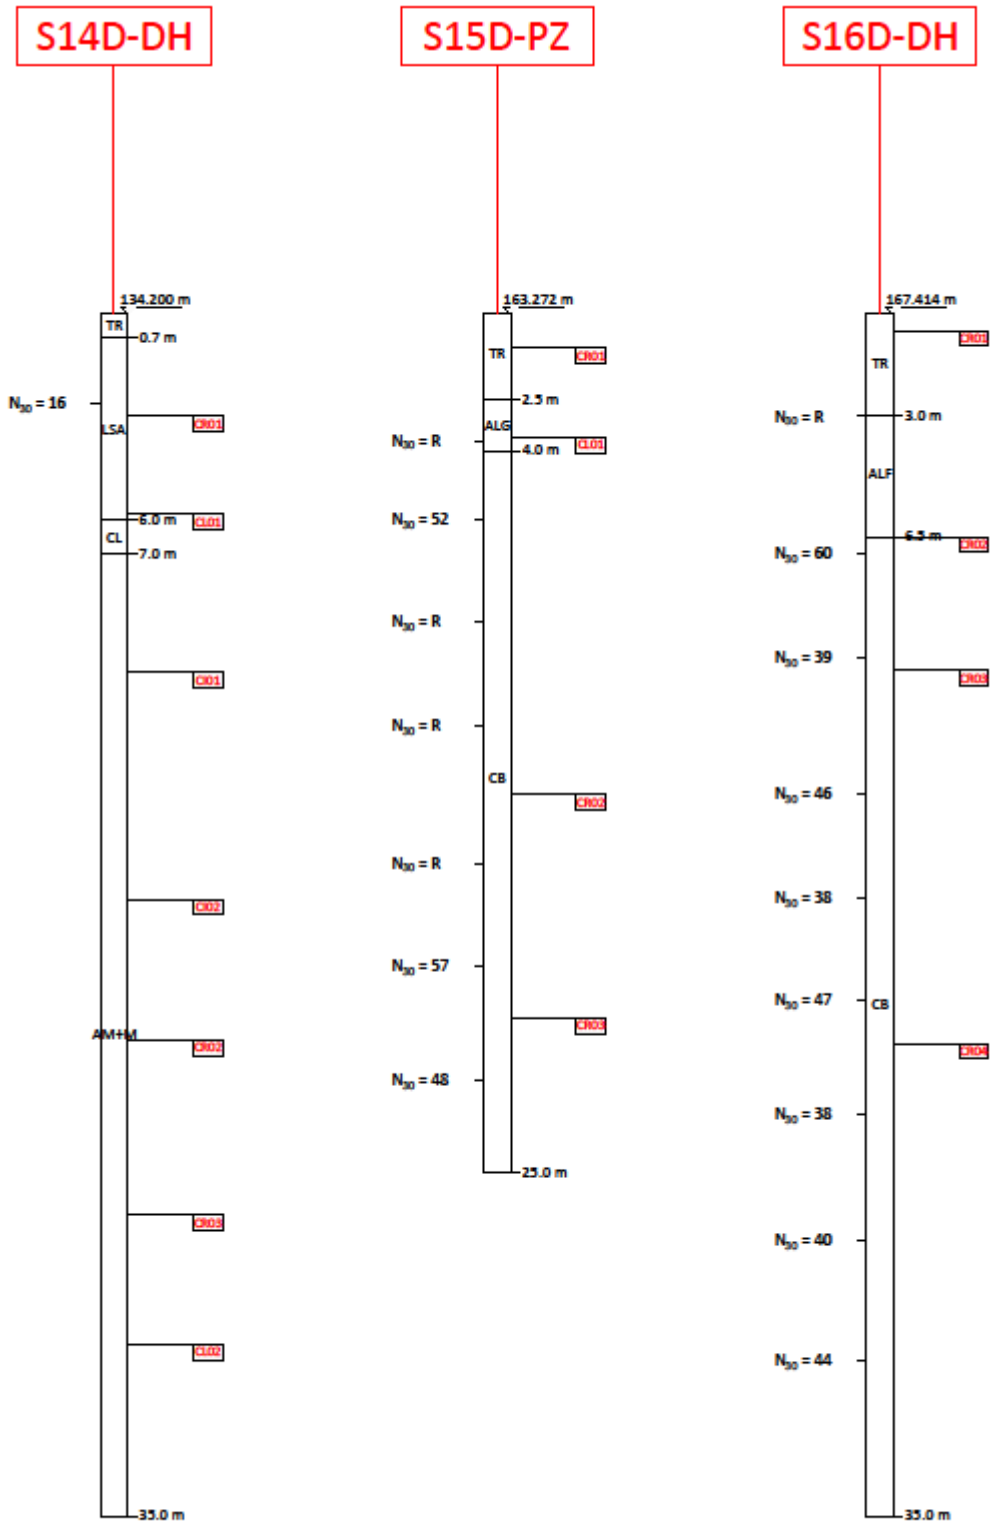 S14D-DH
134.200 m
TR
0.7 m
N30 = 16
CR01
LSA
6.0 m
CL01
CL
7.0 m
CI01
CI02
AM+M
CR02
CR03
CL02
35.0 m
S15D-PZ
163.272 m
TR
CR01
2.5 m
ALG
N30 = R
CL01
4.0 m
N30 = 52
N30 = R
N30 = R
CB
CR02
N30 = R
N30 = 57
CR03
N30 = 48
25.0 m
S16D-DH
167.414 m
CR01
TR
N30 = R
3.0 m
ALF
6.5 m
CR02
N30 = 60
N30 = 39
CR03
N30 = 46
N30 = 38
N30 = 47
CB
CR04
N30 = 38
N30 = 40
N30 = 44
35.0 m